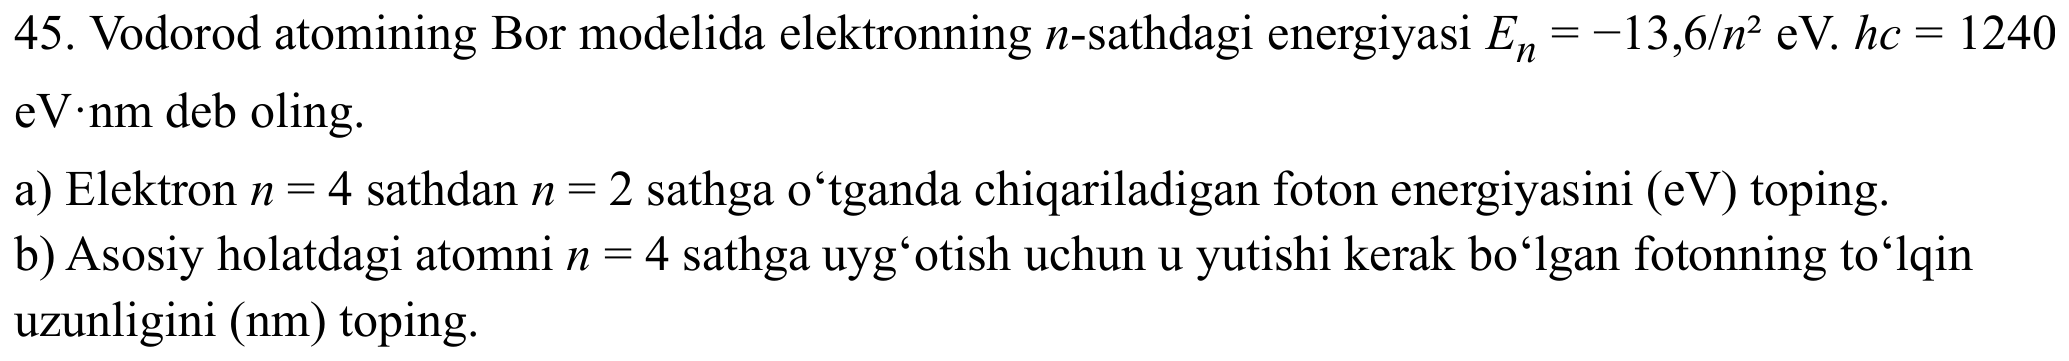 45. Vodorod atomining Bor modelida elektronning n-sathdagi energiyasi Eₙ = −13,6/n² eV. hc = 1240
eV·nm deb oling.
a) Elektron n = 4 sathdan n = 2 sathga o‘tganda chiqariladigan foton energiyasini (eV) toping.
b) Asosiy holatdagi atomni n = 4 sathga uyg‘otish uchun u yutishi kerak bo‘lgan fotonning to‘lqin
uzunligini (nm) toping.